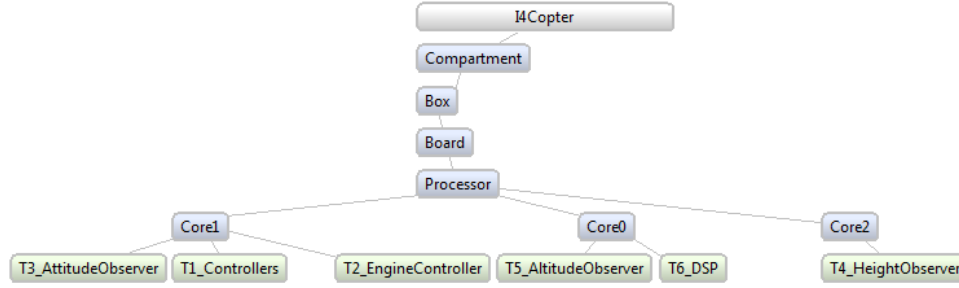 I4Copter
Compartment
Box
Board
Processor
Core1
Core0
Core2
T3_AttitudeObserver
T1_Controllers
T2_EngineController
T5_AltitudeObserver
T6_DSP
T4_HeightObserver